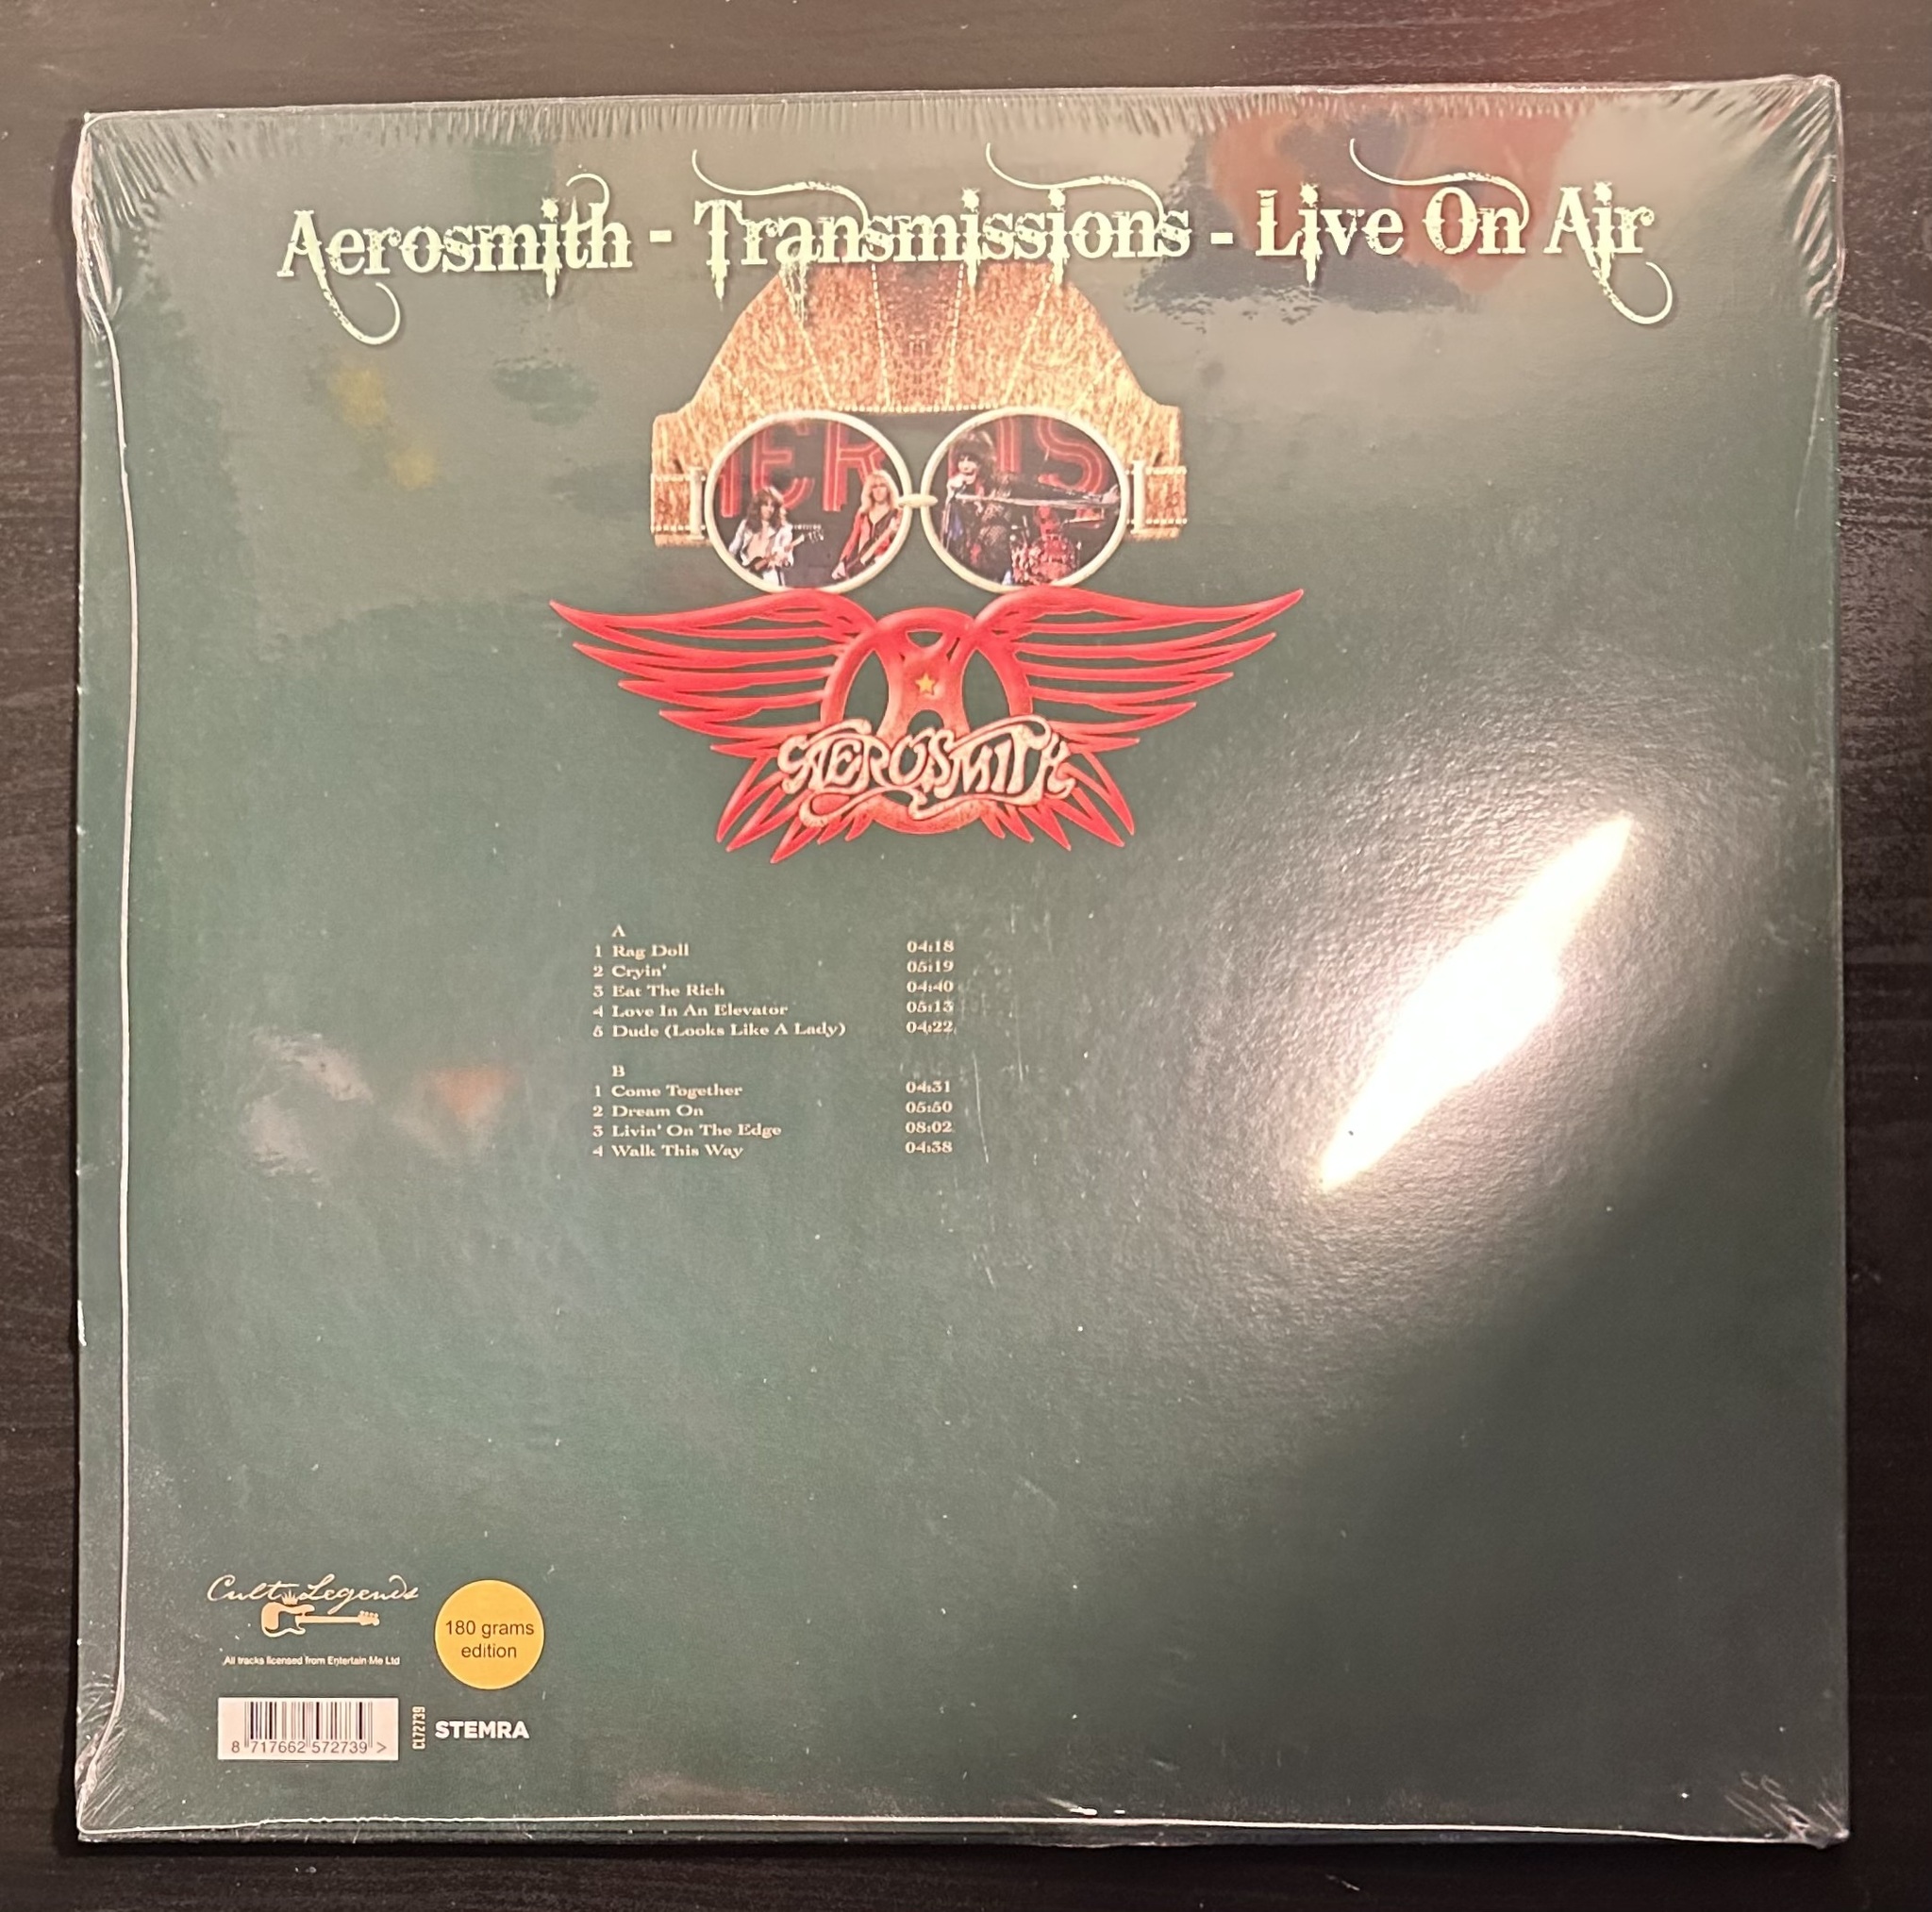 Aerosmith - Transmissions - Live On Air
AEROSMITH
A
1 Rag Doll 04:18
2 Cryin' 05:19
3 Eat The Rich 04:40
4 Love In An Elevator 05:13
5 Dude (Looks Like A Lady) 04:22
B
1 Come Together 04:31
2 Dream On 05:50
3 Livin' On The Edge 08:02
4 Walk This Way 04:38
Cult Legends
All tracks licensed from Entertain Me Ltd
180 grams
edition
8 717662 572739 >
CL72739
STEMRA